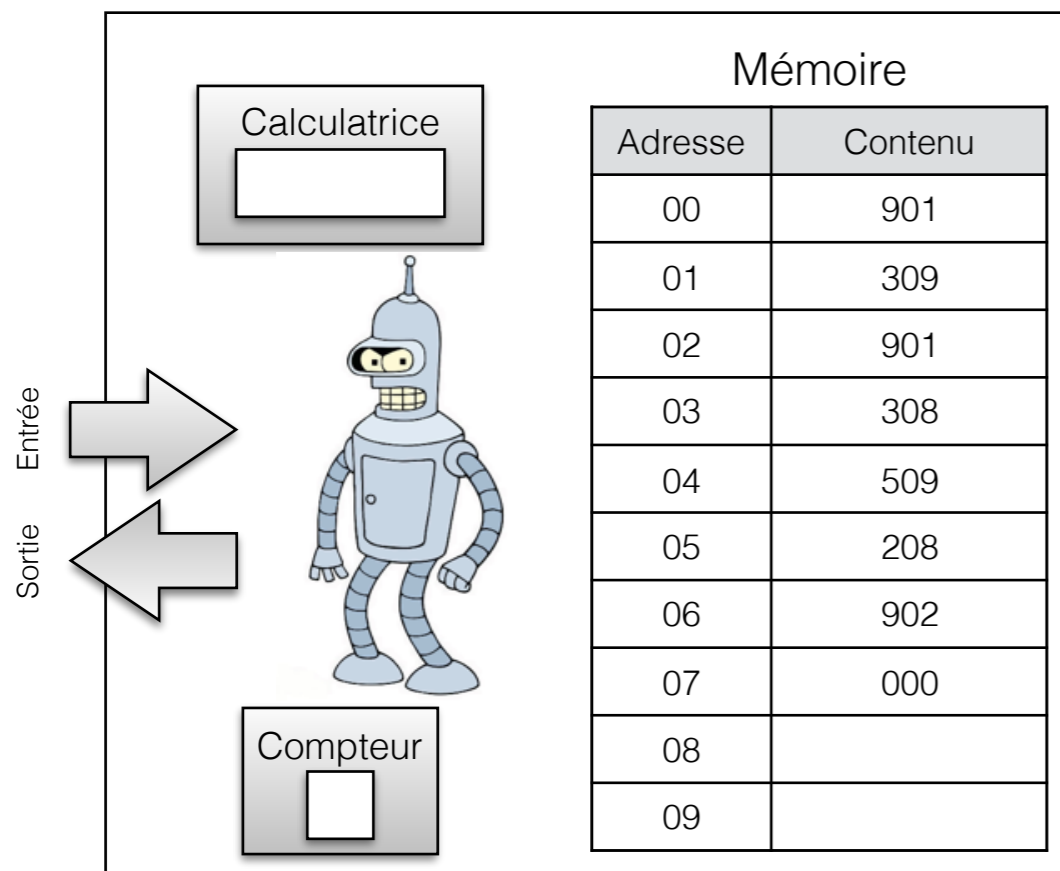 Mémoire
Calculatrice
Adresse Contenu
00 901
01 309
02 901
03 308
04 509
05 208
06 902
07 000
08
09
Entrée
Sortie
Compteur